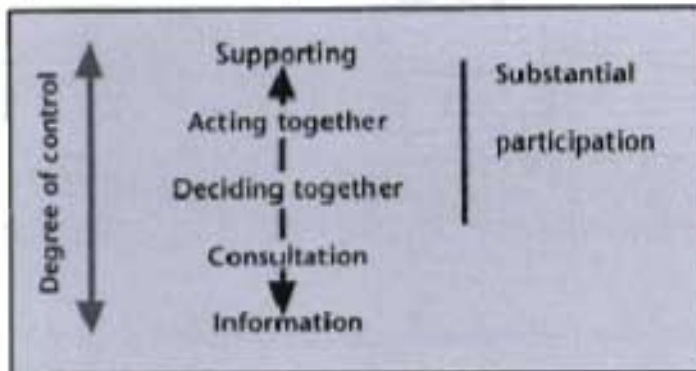 Degree of control
Supporting
Acting together
Deciding together
Consultation
Information
Substantial
participation